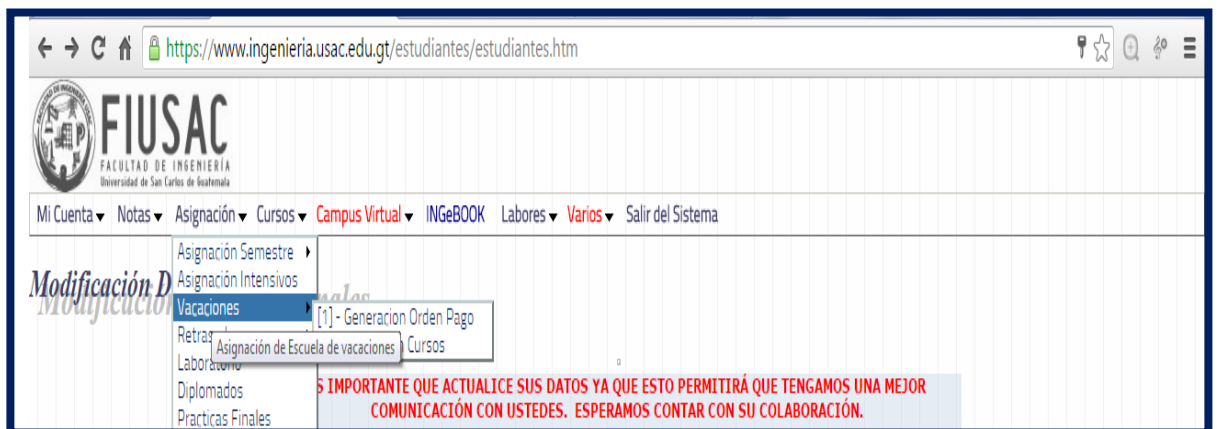 https://www.ingenieria.usac.edu.gt/estudiantes/estudiantes.htm
FIUSAC
FACULTAD DE INGENIERÍA
Universidad de San Carlos de Guatemala
Mi Cuenta Notas Asignación Cursos Campus Virtual INGeBOOK Labores Varios Salir del Sistema
Asignación Semestre
Asignación Intensivos
Modificación D
Vacaciones
[1] - Generacion Orden Pago
Cursos
Asignación de Escuela de vacaciones
Laboratorio
Diplomados
Practicas Finales
IMPORTANTE QUE ACTUALICE SUS DATOS YA QUE ESTO PERMITIRÁ QUE TENGAMOS UNA MEJOR
COMUNICACIÓN CON USTEDES. ESPERAMOS CONTAR CON SU COLABORACIÓN.